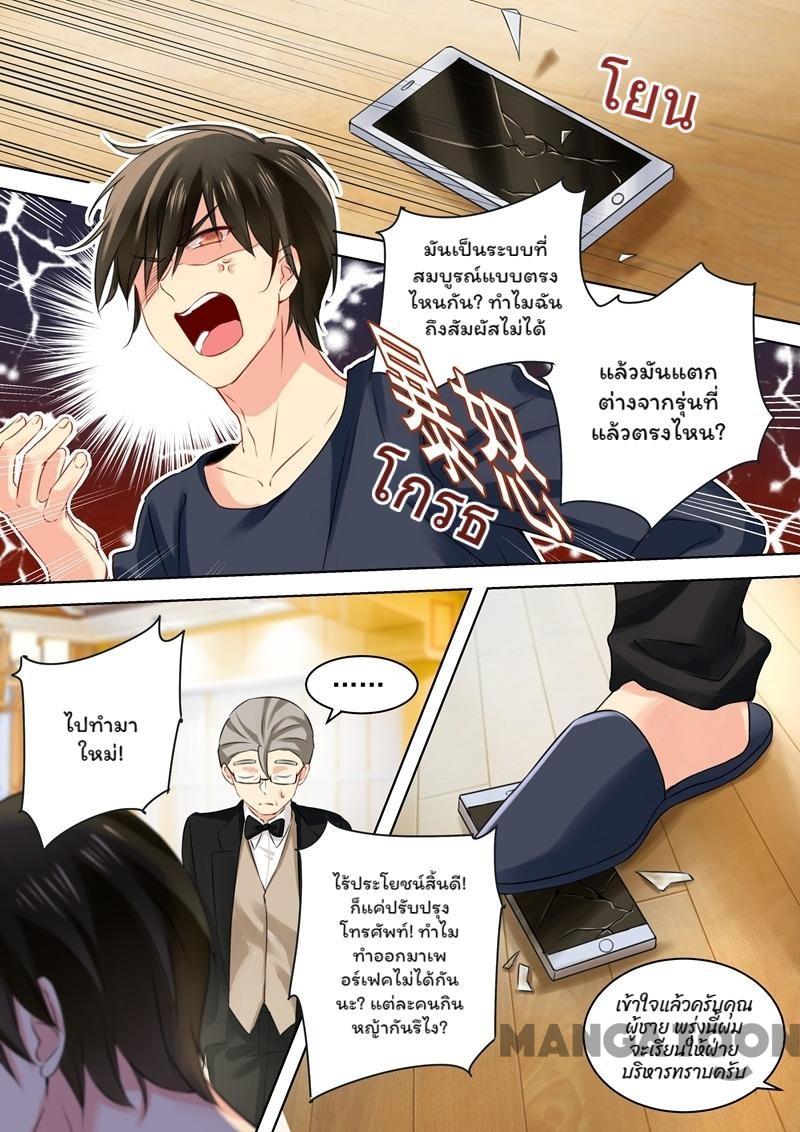 โยน
มันเป็นระบบที่
สมบูรณ์แบบตรง
ไหนกัน? ทำไมฉัน
ถึงสัมผัสไม่ได้
แล้วมันแตก
ต่างจากรุ่นที่
แล้วตรงไหน?
暴怒
โกรธ
ไปทำมา
ใหม่!
......
ไร้ประโยชน์สิ้นดี!
ก็แค่ปรับปรุง
โทรศัพท์! ทำไม
ทำออกมาเพ
อร์เฟคไม่ได้กัน
นะ? แต่ละคนกิน
หญ้ากันรึไง?
เข้าใจแล้วครับคุณ
ผู้ชาย พรุ่งนี้ผม
จะเรียนให้ฝ่าย
บริหารทราบครับ
MANGATOON